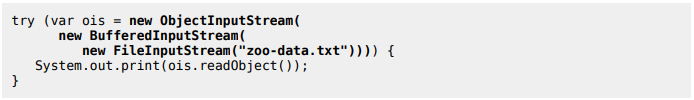 try (var ois = new ObjectInputStream(
new BufferedInputStream(
new FileInputStream("zoo-data.txt")))) {
System.out.print(ois.readObject());
}